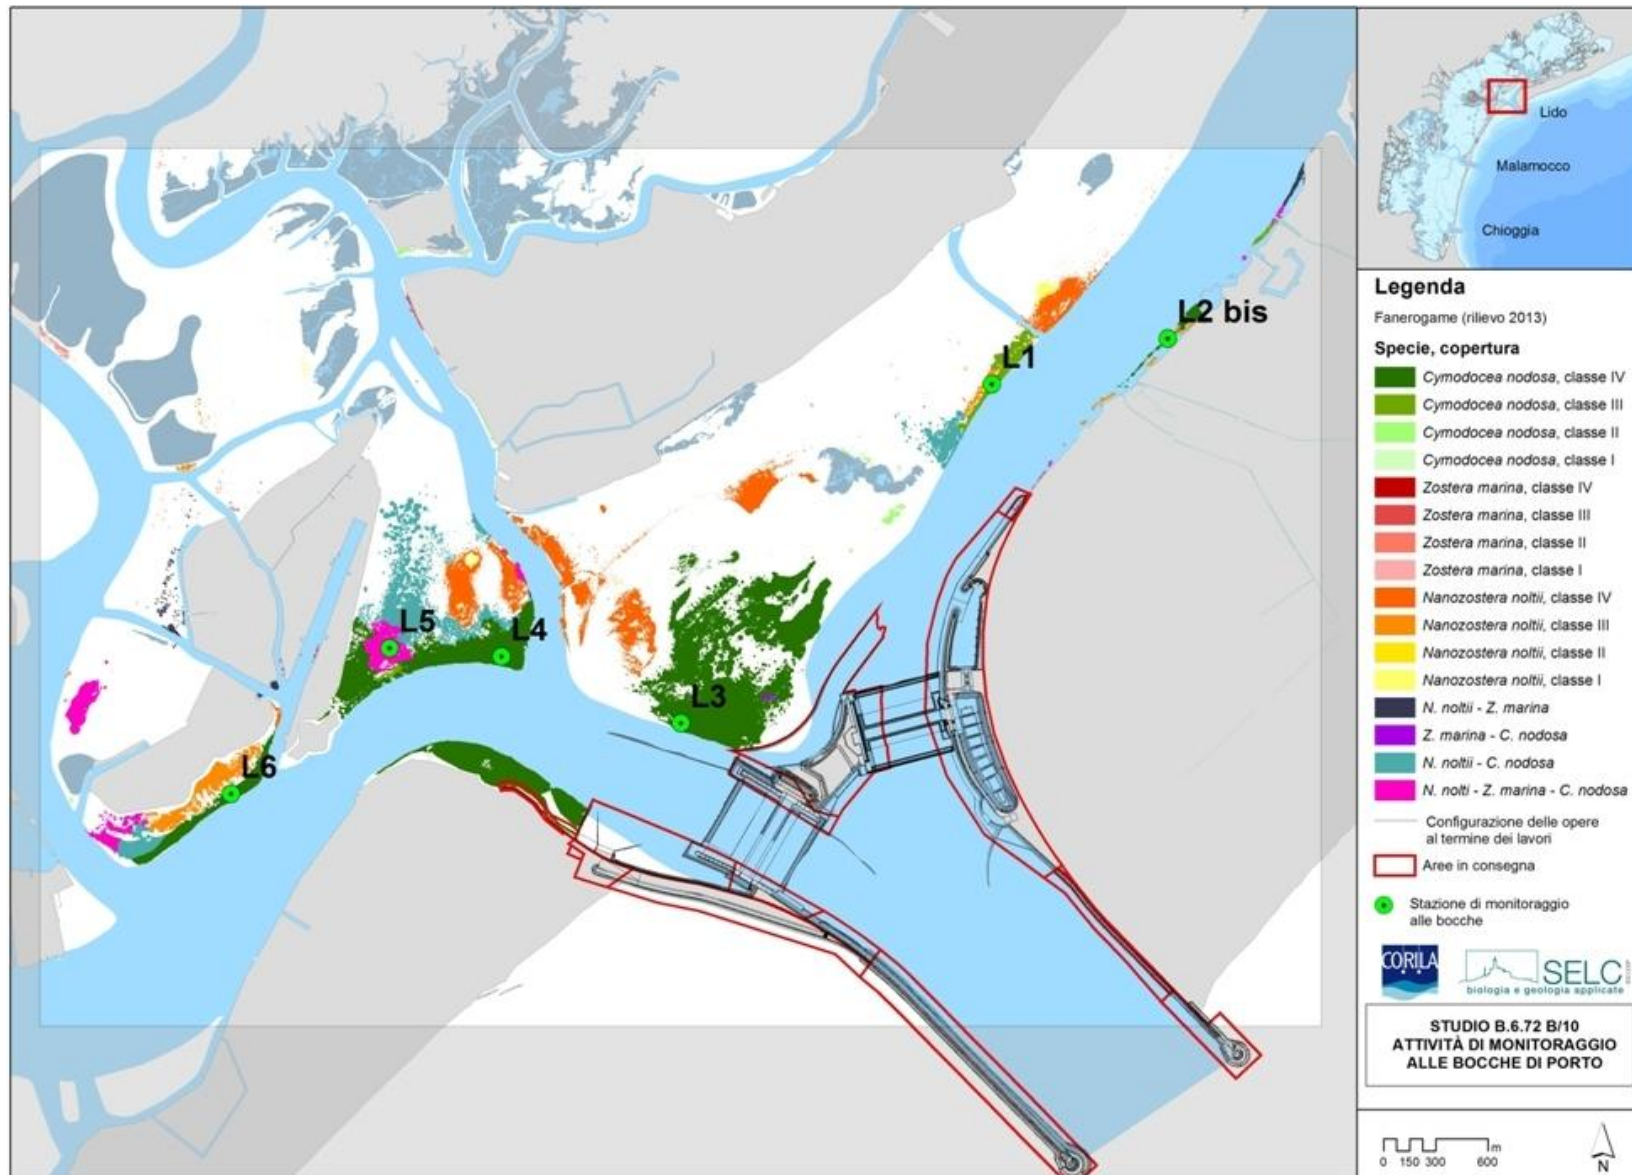 L2 bis
L1
L5
L4
L3
L6
Lido
Malamocco
Chioggia
Legenda
Fanerogame (rilievo 2013)
Specie, copertura
Cymodocea nodosa, classe IV
Cymodocea nodosa, classe III
Cymodocea nodosa, classe II
Cymodocea nodosa, classe I
Zostera marina, classe IV
Zostera marina, classe III
Zostera marina, classe II
Zostera marina, classe I
Nanozostera noltii, classe IV
Nanozostera noltii, classe III
Nanozostera noltii, classe II
Nanozostera noltii, classe I
N. noltii - Z. marina
Z. marina - C. nodosa
N. noltii - C. nodosa
N. nolti - Z. marina - C. nodosa
Configurazione delle opere
al termine dei lavori
Aree in consegna
Stazione di monitoraggio
alle bocche
CORILA
SELC
biologia e geologia applicate
STUDIO B.6.72 B/10
ATTIVITÀ DI MONITORAGGIO
ALLE BOCCHE DI PORTO
m
0 150 300 600
N